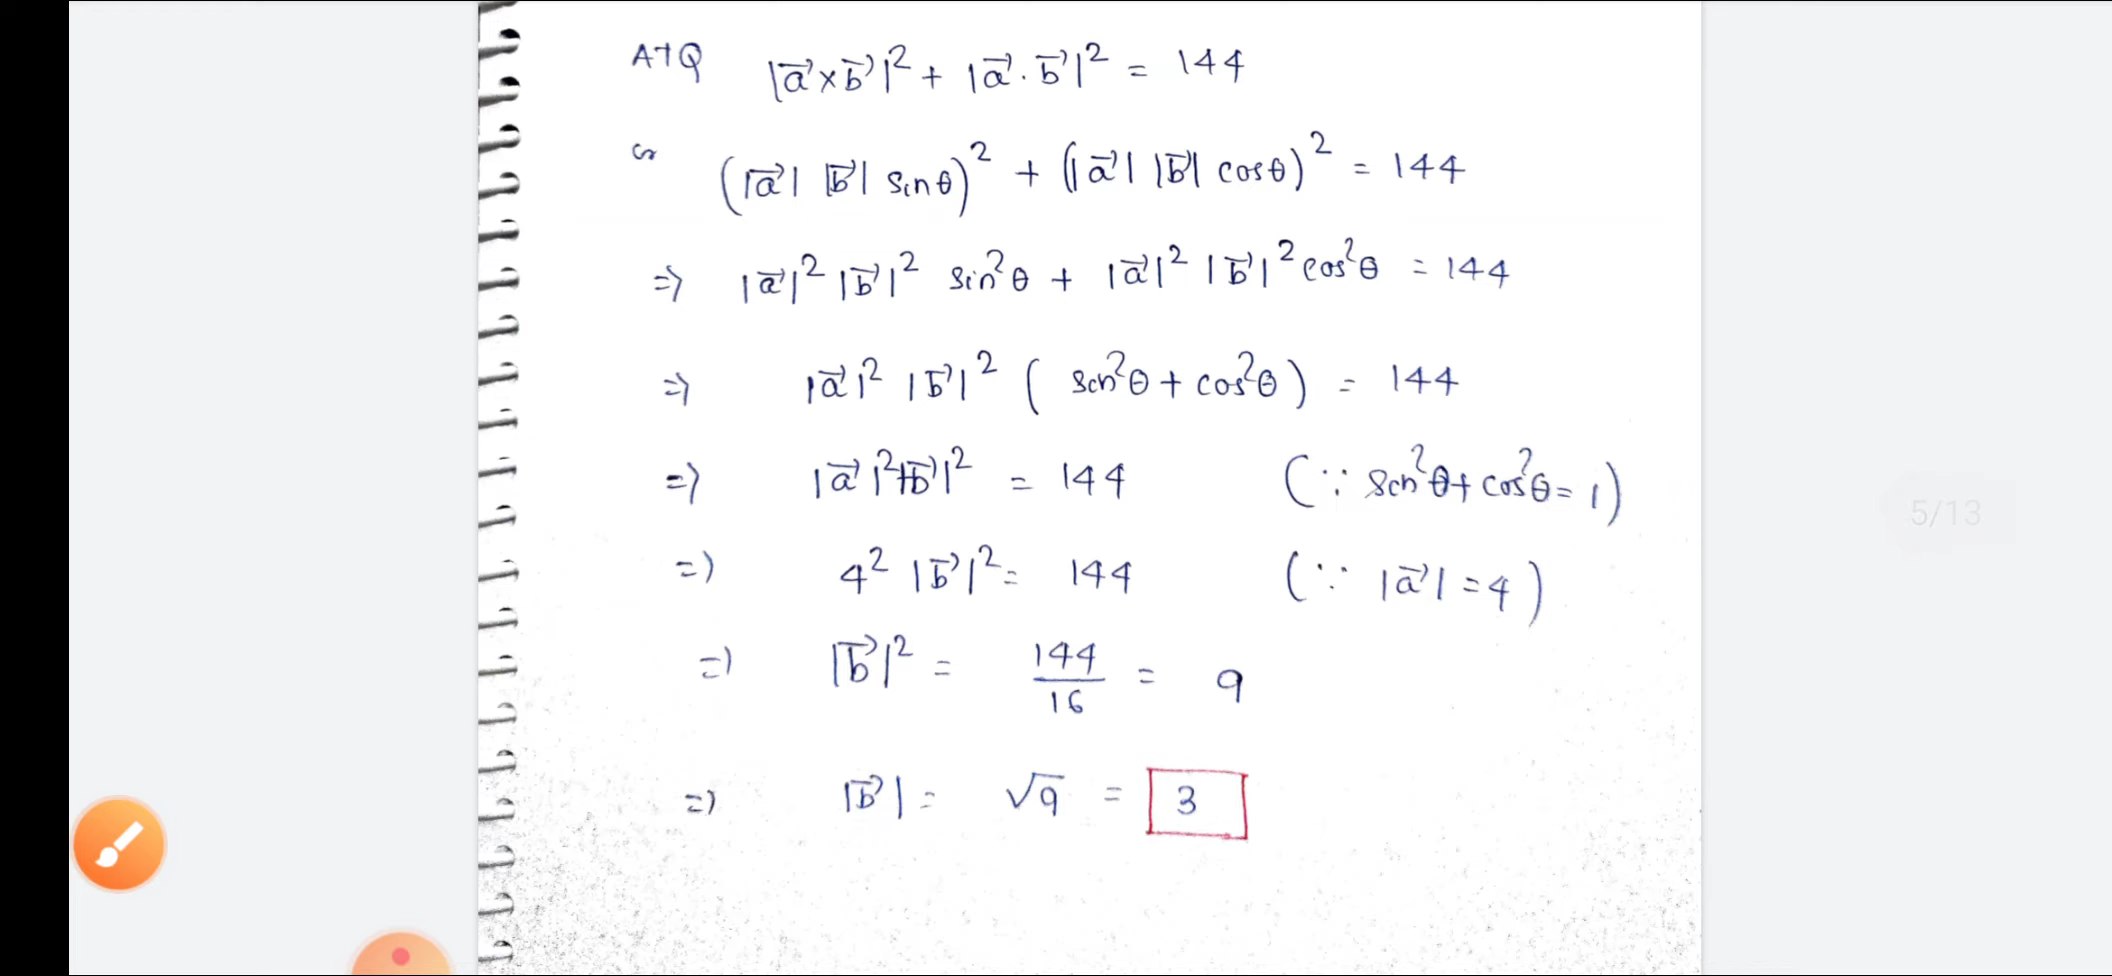 A+Q |a⃗×b⃗|² + |a⃗.b⃗|² = 144
(|a⃗| |b⃗| sinθ)² + (|a⃗| |b⃗| cosθ)² = 144
=> |a⃗|² |b⃗|² sin²θ + |a⃗|² |b⃗|² cos²θ = 144
=> |a⃗|² |b⃗|² (sin²θ + cos²θ) = 144
=> |a⃗|² |b⃗|² = 144 (∵ sin²θ + cos²θ = 1)
=> 4² |b⃗|² = 144 (∵ |a⃗| = 4)
=> |b⃗|² = 144/16 = 9
=> |b⃗| = √9 = 3
5/13